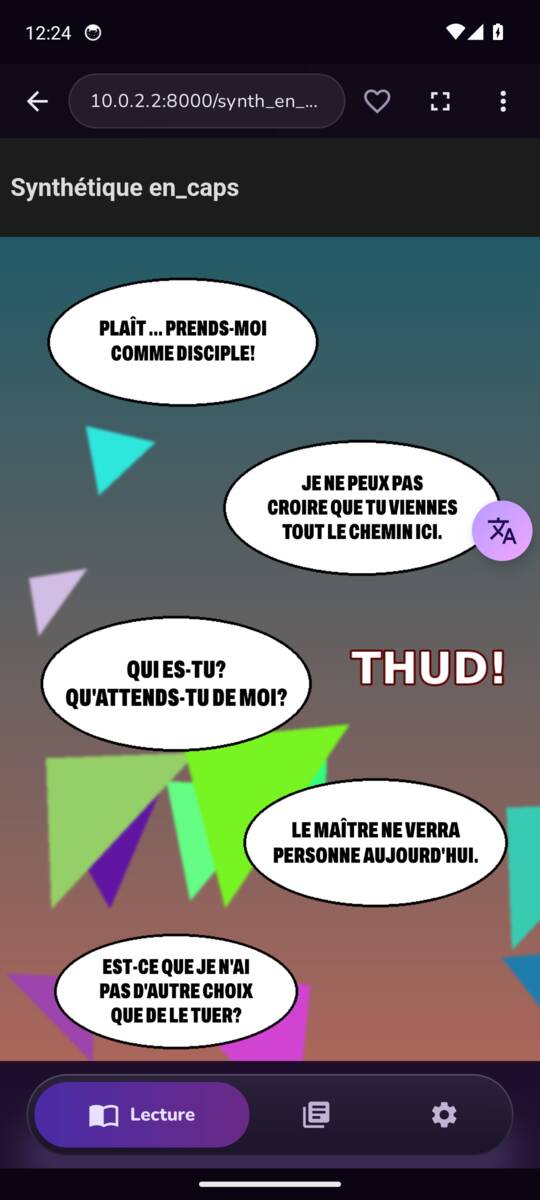 12:24
10.0.2.2:8000/synth_en_...
Synthétique en_caps
PLAÎT... PRENDS-MOI
COMME DISCIPLE!
JE NE PEUX PAS
CROIRE QUE TU VIENNES
TOUT LE CHEMIN ICI.
QUI ES-TU?
QU'ATTENDS-TU DE MOI?
THUD!
LE MAÎTRE NE VERRA
PERSONNE AUJOURD'HUI.
EST-CE QUE JE N'AI
PAS D'AUTRE CHOIX
QUE DE LE TUER?
Lecture